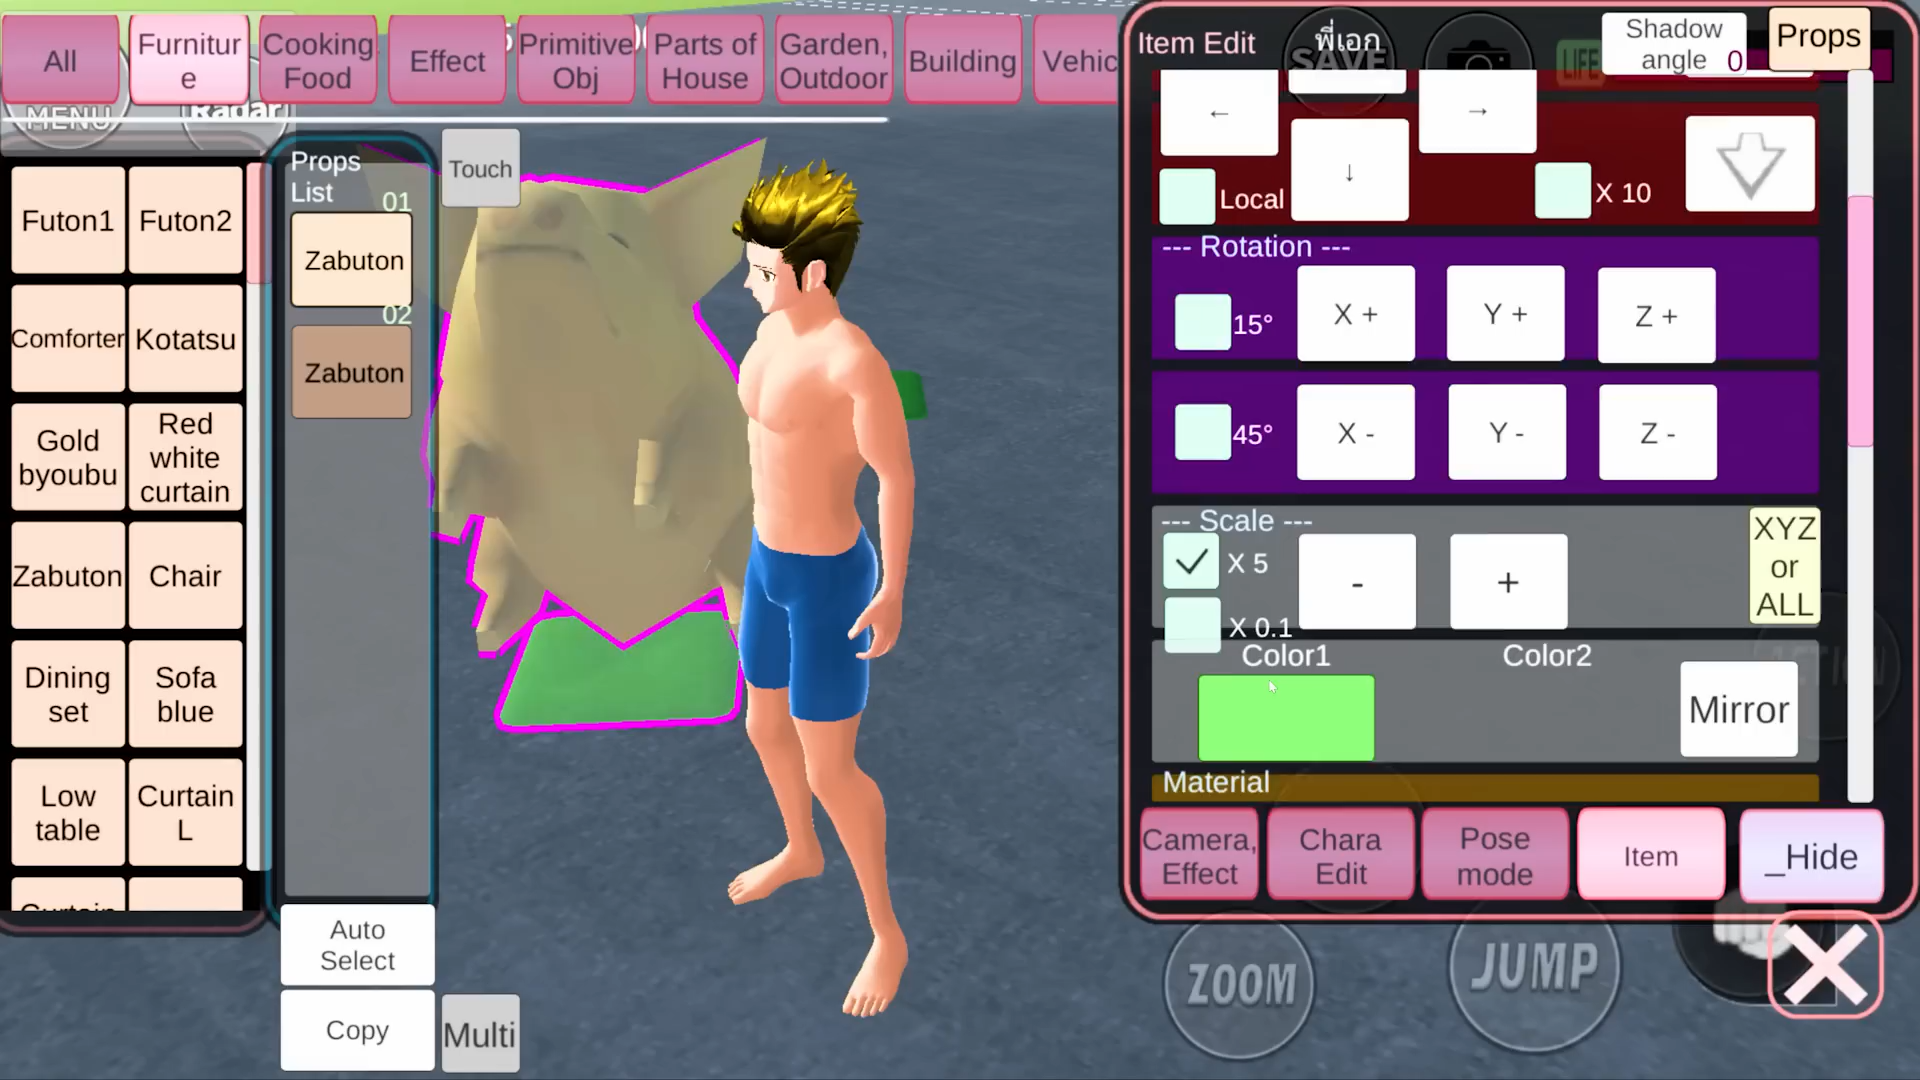 All
Furnitur
e
Cooking,
Food
Effect
Primitive
Obj
Parts of
House
Garden,
Outdoor
Building
Vehic
MENU
Radar
Props
List
01
Zabuton
02
Zabuton
Touch
Futon1
Futon2
Comforter
Kotatsu
Gold
byoubu
Red
white
curtain
Zabuton
Chair
Dining
set
Sofa
blue
Low
table
Curtain
L
Auto
Select
Copy
Multi
Item Edit
พี่เอก
SAVE
LIFE
Shadow
angle 0
Props
←
→
↓
Local
X 10
--- Rotation ---
15°
X +
Y +
Z +
45°
X -
Y -
Z -
--- Scale ---
X 5
-
+
XYZ
or
ALL
X 0.1
Color1
Color2
Mirror
Material
Camera,
Effect
Chara
Edit
Pose
mode
Item
_Hide
ZOOM
JUMP